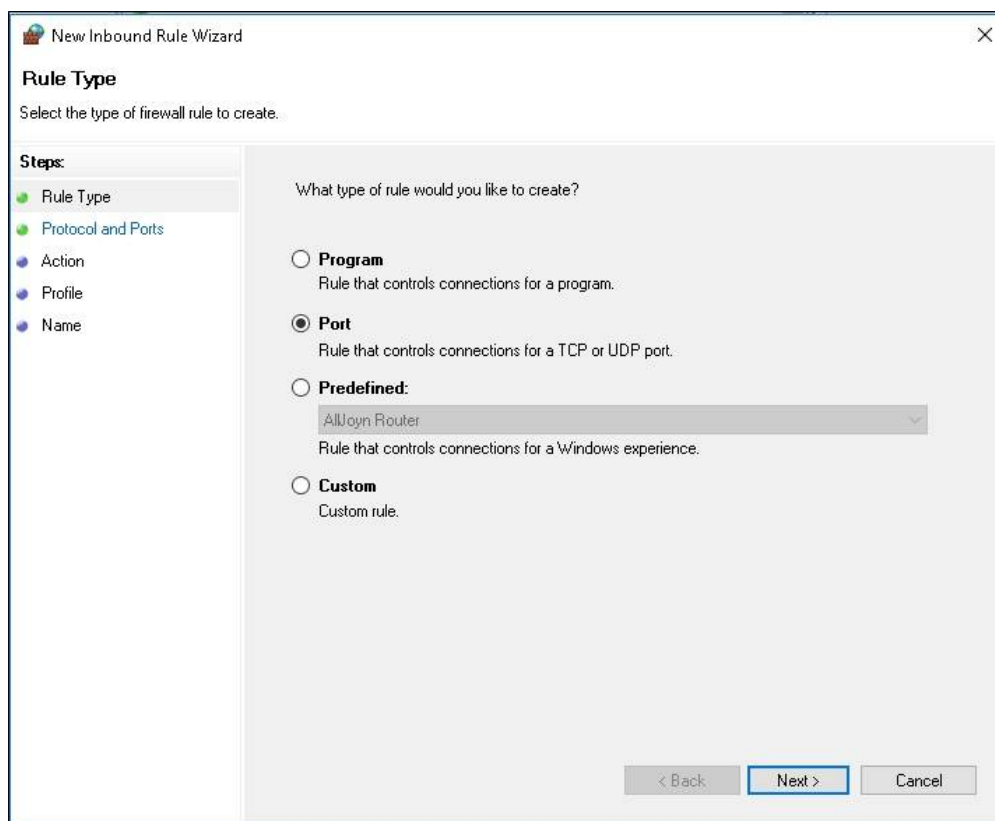 New Inbound Rule Wizard
Rule Type
Select the type of firewall rule to create.
Steps:
Rule Type
Protocol and Ports
Action
Profile
Name
What type of rule would you like to create?
Program
Rule that controls connections for a program.
Port
Rule that controls connections for a TCP or UDP port.
Predefined:
AllJoyn Router
Rule that controls connections for a Windows experience.
Custom
Custom rule.
< Back
Next >
Cancel